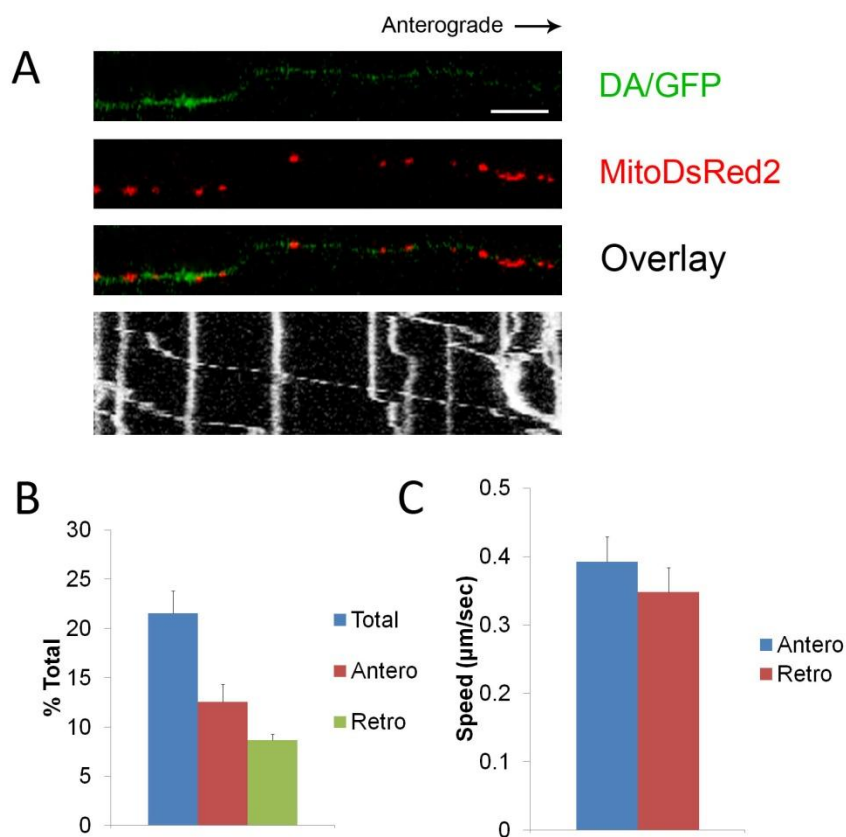 Anterograde
A
DA/GFP
MitoDsRed2
Overlay
B
30
25
20
15
10
5
0
% Total
Total
Antero
Retro
C
0.5
0.4
0.3
0.2
0.1
0
Speed (μm/sec)
Antero
Retro